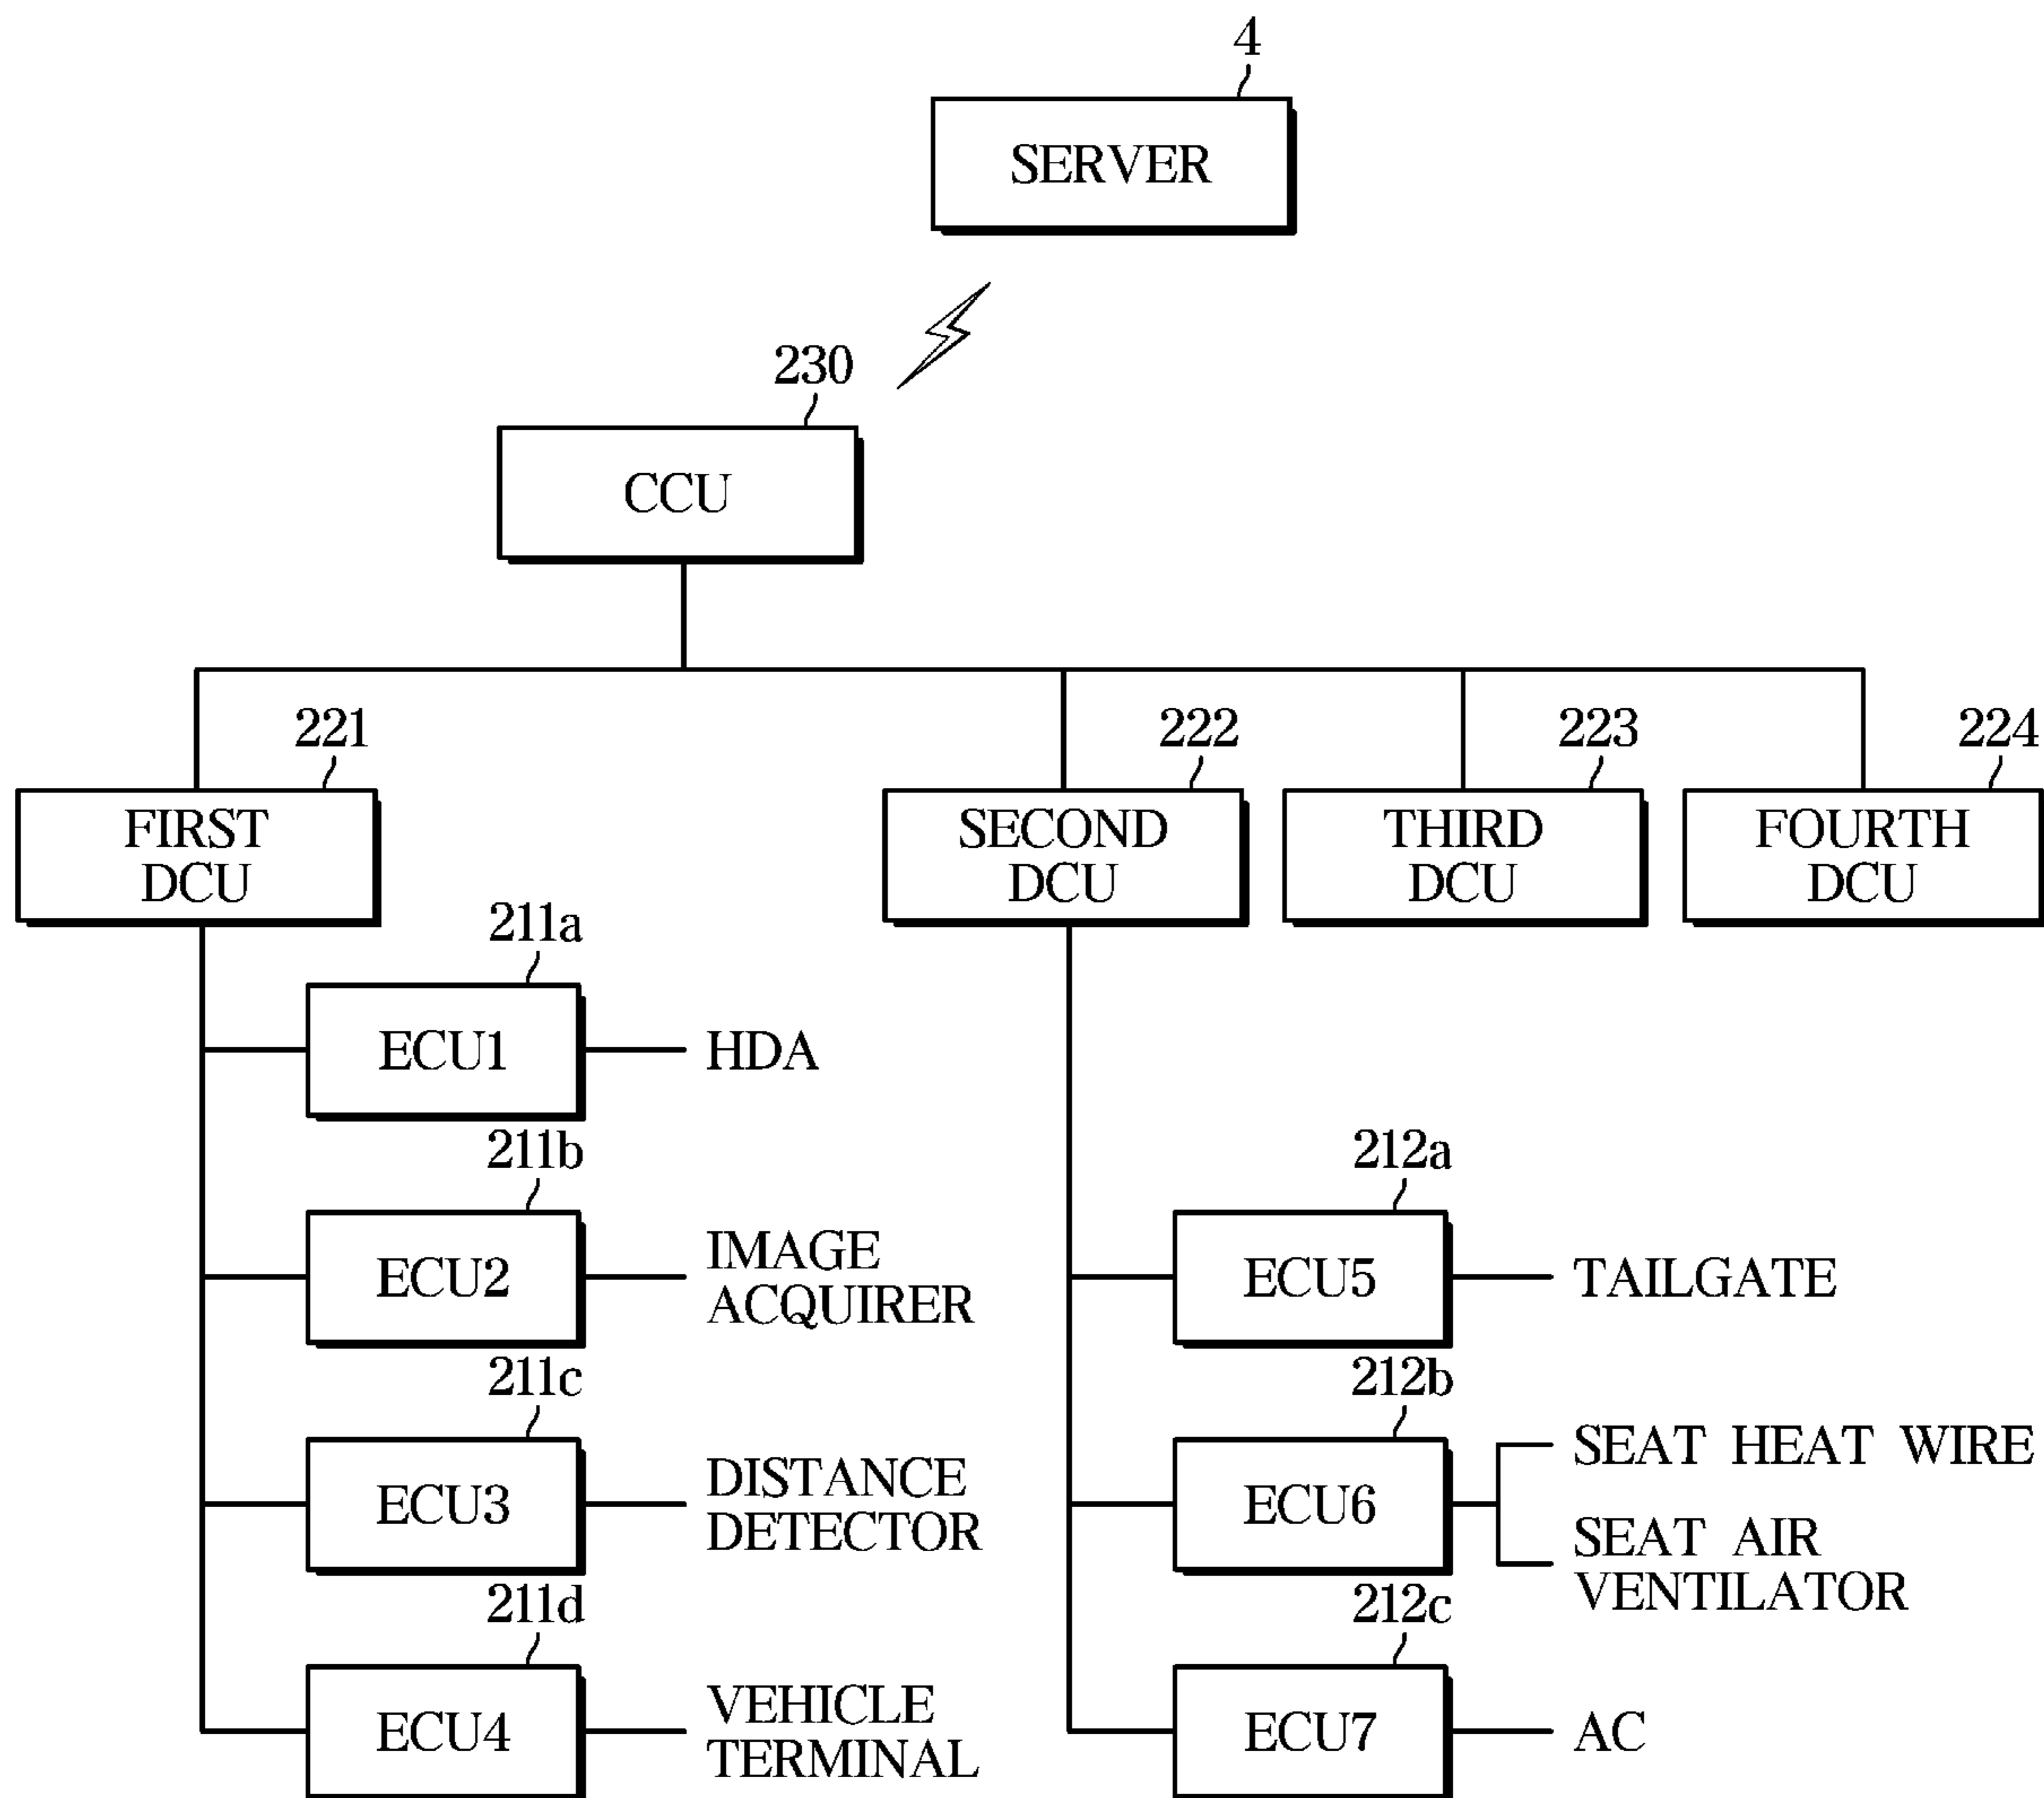 4
SERVER
230
CCU
221
222
223
224
FIRST
DCU
SECOND
DCU
THIRD
DCU
FOURTH
DCU
211a
ECU1
HDA
211b
ECU2
IMAGE
ACQUIRER
211c
ECU3
DISTANCE
DETECTOR
211d
ECU4
VEHICLE
TERMINAL
212a
ECU5
TAILGATE
212b
ECU6
SEAT HEAT WIRE
SEAT AIR
VENTILATOR
212c
ECU7
AC